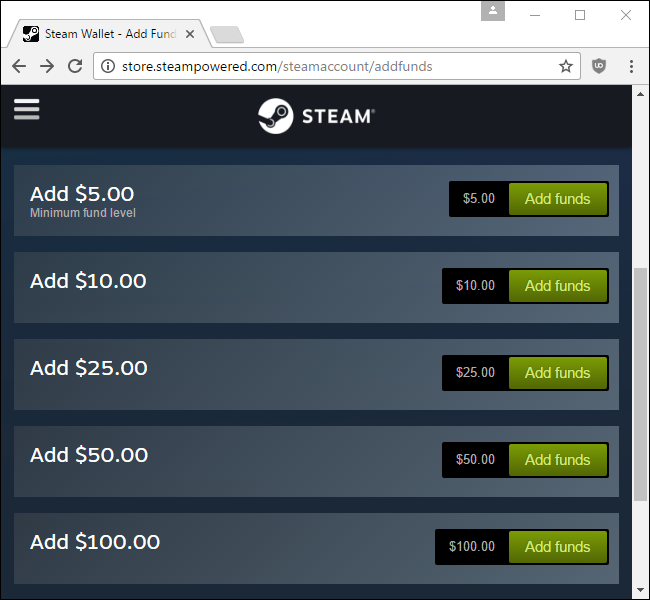 Steam Wallet - Add Fund
store.steampowered.com/steamaccount/addfunds
STEAM®
Add $5.00
Minimum fund level
$5.00 Add funds
Add $10.00
$10.00 Add funds
Add $25.00
$25.00 Add funds
Add $50.00
$50.00 Add funds
Add $100.00
$100.00 Add funds